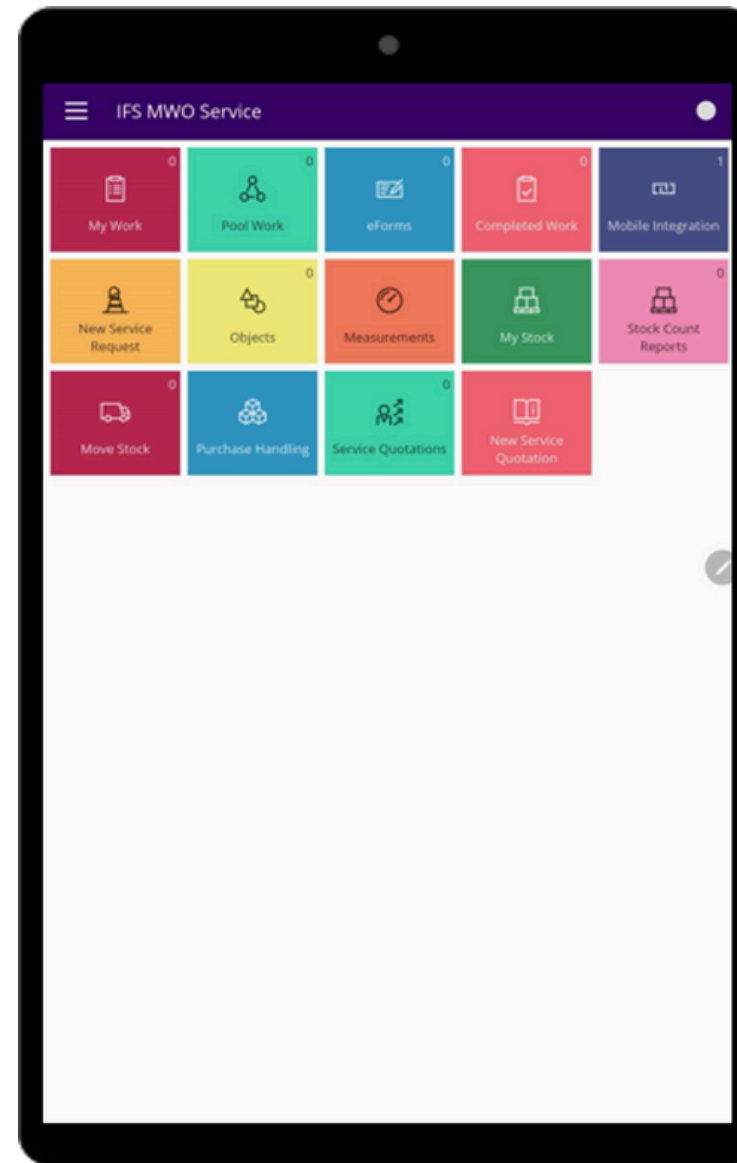 IFS MWO Service
0
My Work
0
Pool Work
0
eForms
0
Completed Work
1
Mobile Integration
New Service
Request
0
Objects
Measurements
My Stock
0
Stock Count
Reports
0
Move Stock
Purchase Handling
0
Service Quotations
New Service
Quotation